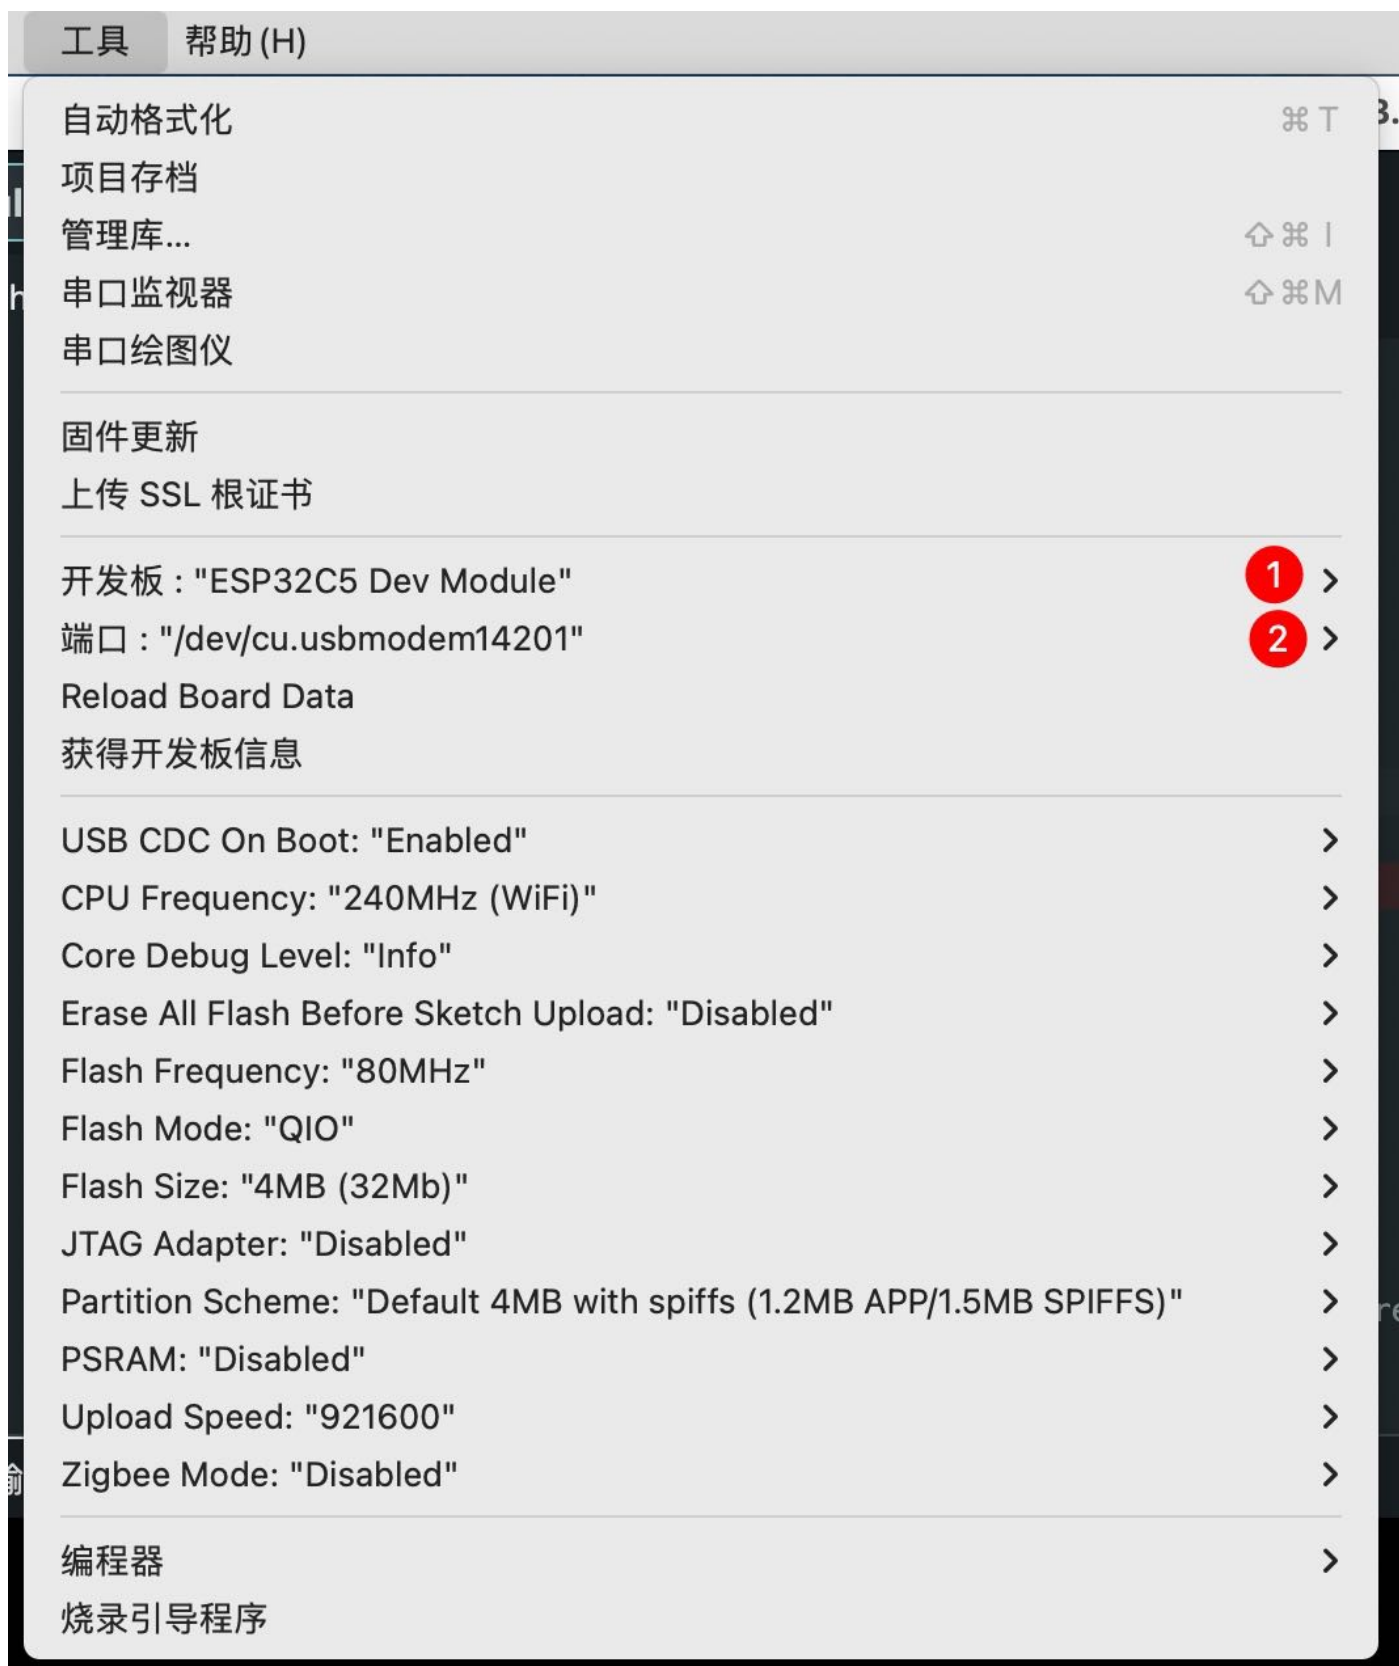 工具 帮助(H)
自动格式化 ⌘T
项目存档
管理库... ⇧⌘I
串口监视器 ⇧⌘M
串口绘图仪
固件更新
上传 SSL 根证书
开发板 : "ESP32C5 Dev Module" 1
端口 : "/dev/cu.usbmodem14201" 2
Reload Board Data
获得开发板信息
USB CDC On Boot: "Enabled"
CPU Frequency: "240MHz (WiFi)"
Core Debug Level: "Info"
Erase All Flash Before Sketch Upload: "Disabled"
Flash Frequency: "80MHz"
Flash Mode: "QIO"
Flash Size: "4MB (32Mb)"
JTAG Adapter: "Disabled"
Partition Scheme: "Default 4MB with spiffs (1.2MB APP/1.5MB SPIFFS)"
PSRAM: "Disabled"
Upload Speed: "921600"
Zigbee Mode: "Disabled"
编程器
烧录引导程序